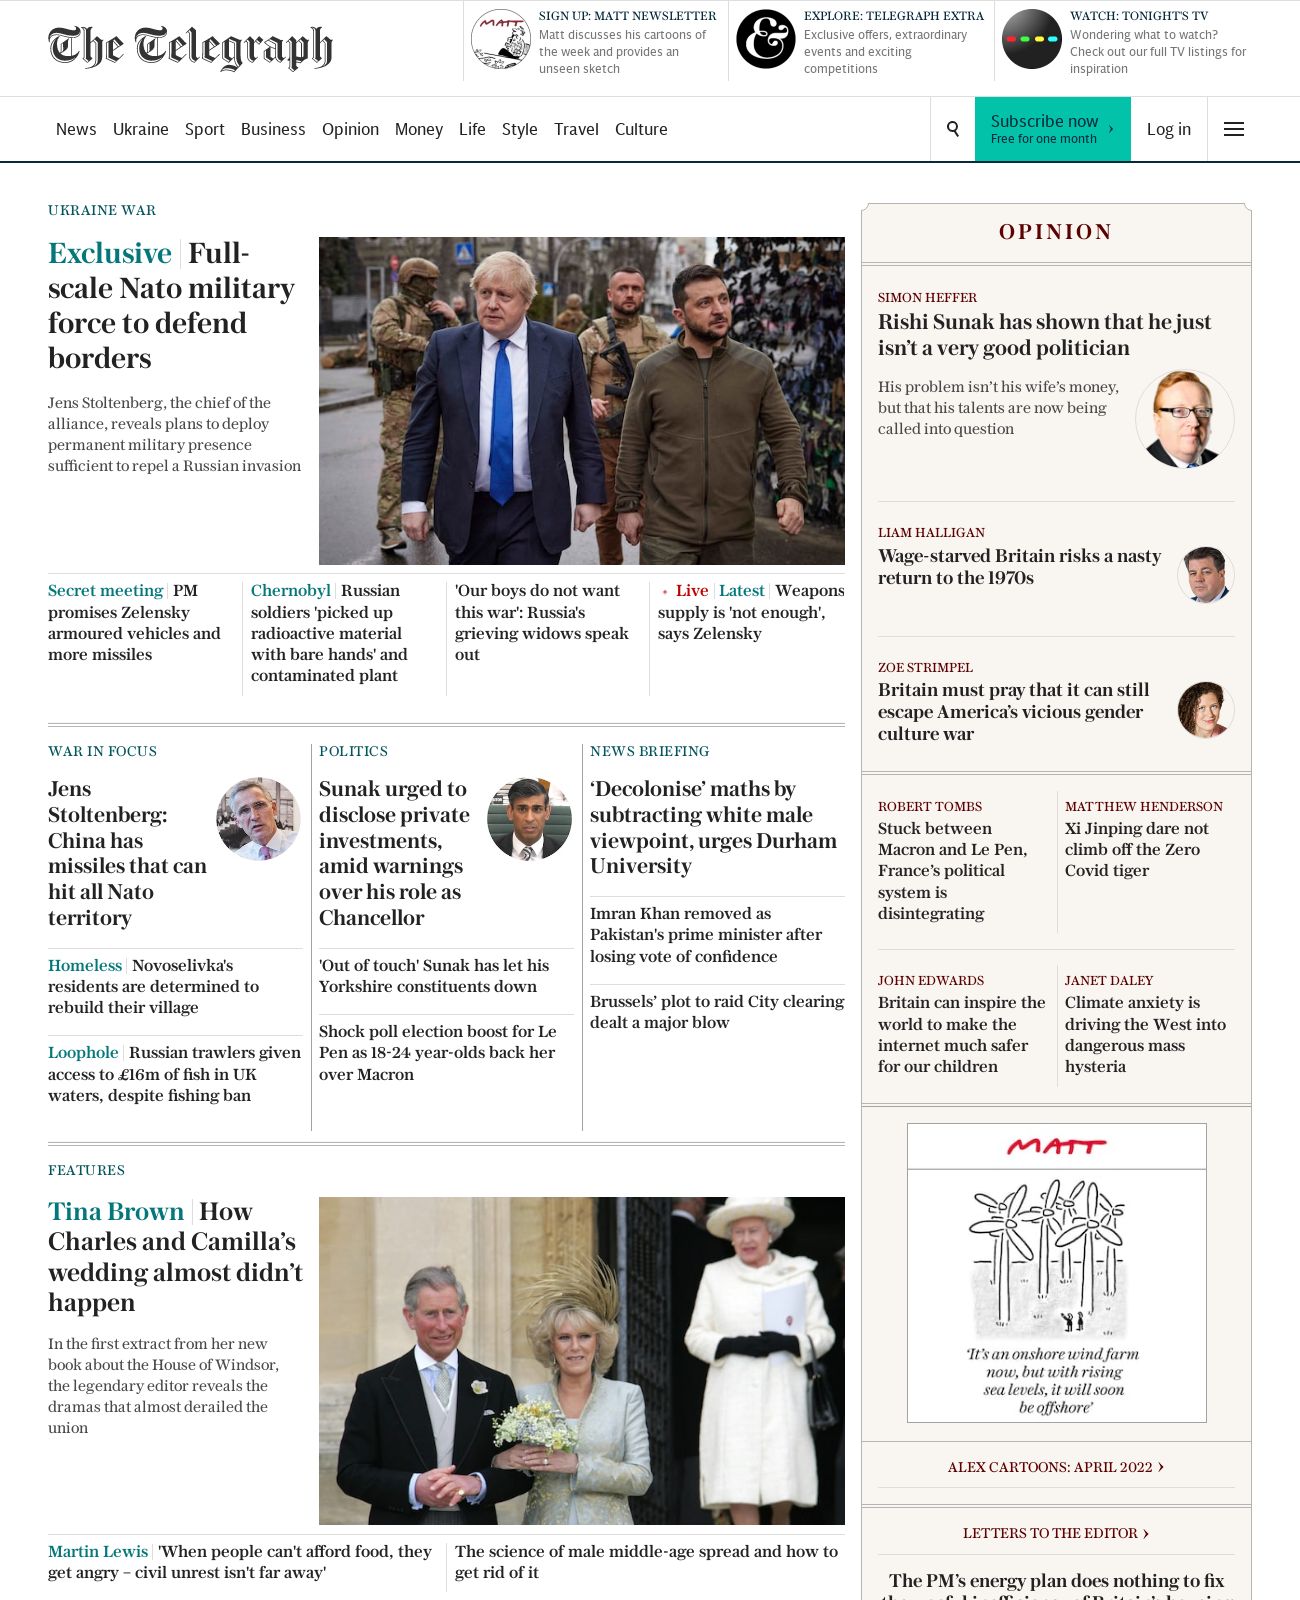 The Telegraph
SIGN UP: MATT NEWSLETTER
Matt discusses his cartoons of
the week and provides an
unseen sketch
EXPLORE: TELEGRAPH EXTRA
Exclusive offers, extraordinary
events and exciting
competitions
WATCH: TONIGHT'S TV
Wondering what to watch?
Check out our full TV listings for
inspiration
News Ukraine Sport Business Opinion Money Life Style Travel Culture
Subscribe now ›
Free for one month
Log in
UKRAINE WAR
Exclusive | Full-
scale Nato military
force to defend
borders
Jens Stoltenberg, the chief of the
alliance, reveals plans to deploy
permanent military presence
sufficient to repel a Russian invasion
Secret meeting | PM
promises Zelensky
armoured vehicles and
more missiles
Chernobyl | Russian
soldiers 'picked up
radioactive material
with bare hands' and
contaminated plant
'Our boys do not want
this war': Russia's
grieving widows speak
out
Live | Latest | Weapons
supply is 'not enough',
says Zelensky
WAR IN FOCUS
Jens
Stoltenberg:
China has
missiles that can
hit all Nato
territory
Homeless | Novoselivka's
residents are determined to
rebuild their village
Loophole | Russian trawlers given
access to £16m of fish in UK
waters, despite fishing ban
POLITICS
Sunak urged to
disclose private
investments,
amid warnings
over his role as
Chancellor
'Out of touch' Sunak has let his
Yorkshire constituents down
Shock poll election boost for Le
Pen as 18-24 year-olds back her
over Macron
NEWS BRIEFING
‘Decolonise’ maths by
subtracting white male
viewpoint, urges Durham
University
Imran Khan removed as
Pakistan's prime minister after
losing vote of confidence
Brussels’ plot to raid City clearing
dealt a major blow
FEATURES
Tina Brown | How
Charles and Camilla’s
wedding almost didn’t
happen
In the first extract from her new
book about the House of Windsor,
the legendary editor reveals the
dramas that almost derailed the
union
Martin Lewis | 'When people can't afford food, they
get angry – civil unrest isn't far away'
The science of male middle-age spread and how to
get rid of it
OPINION
SIMON HEFFER
Rishi Sunak has shown that he just
isn’t a very good politician
His problem isn’t his wife’s money,
but that his talents are now being
called into question
LIAM HALLIGAN
Wage-starved Britain risks a nasty
return to the 1970s
ZOE STRIMPEL
Britain must pray that it can still
escape America’s vicious gender
culture war
ROBERT TOMBS
Stuck between
Macron and Le Pen,
France’s political
system is
disintegrating
MATTHEW HENDERSON
Xi Jinping dare not
climb off the Zero
Covid tiger
JOHN EDWARDS
Britain can inspire the
world to make the
internet much safer
for our children
JANET DALEY
Climate anxiety is
driving the West into
dangerous mass
hysteria
MATT
‘It’s an onshore wind farm
now, but with rising
sea levels, it will soon
be offshore’
ALEX CARTOONS: APRIL 2022 ›
LETTERS TO THE EDITOR ›
The PM’s energy plan does nothing to fix